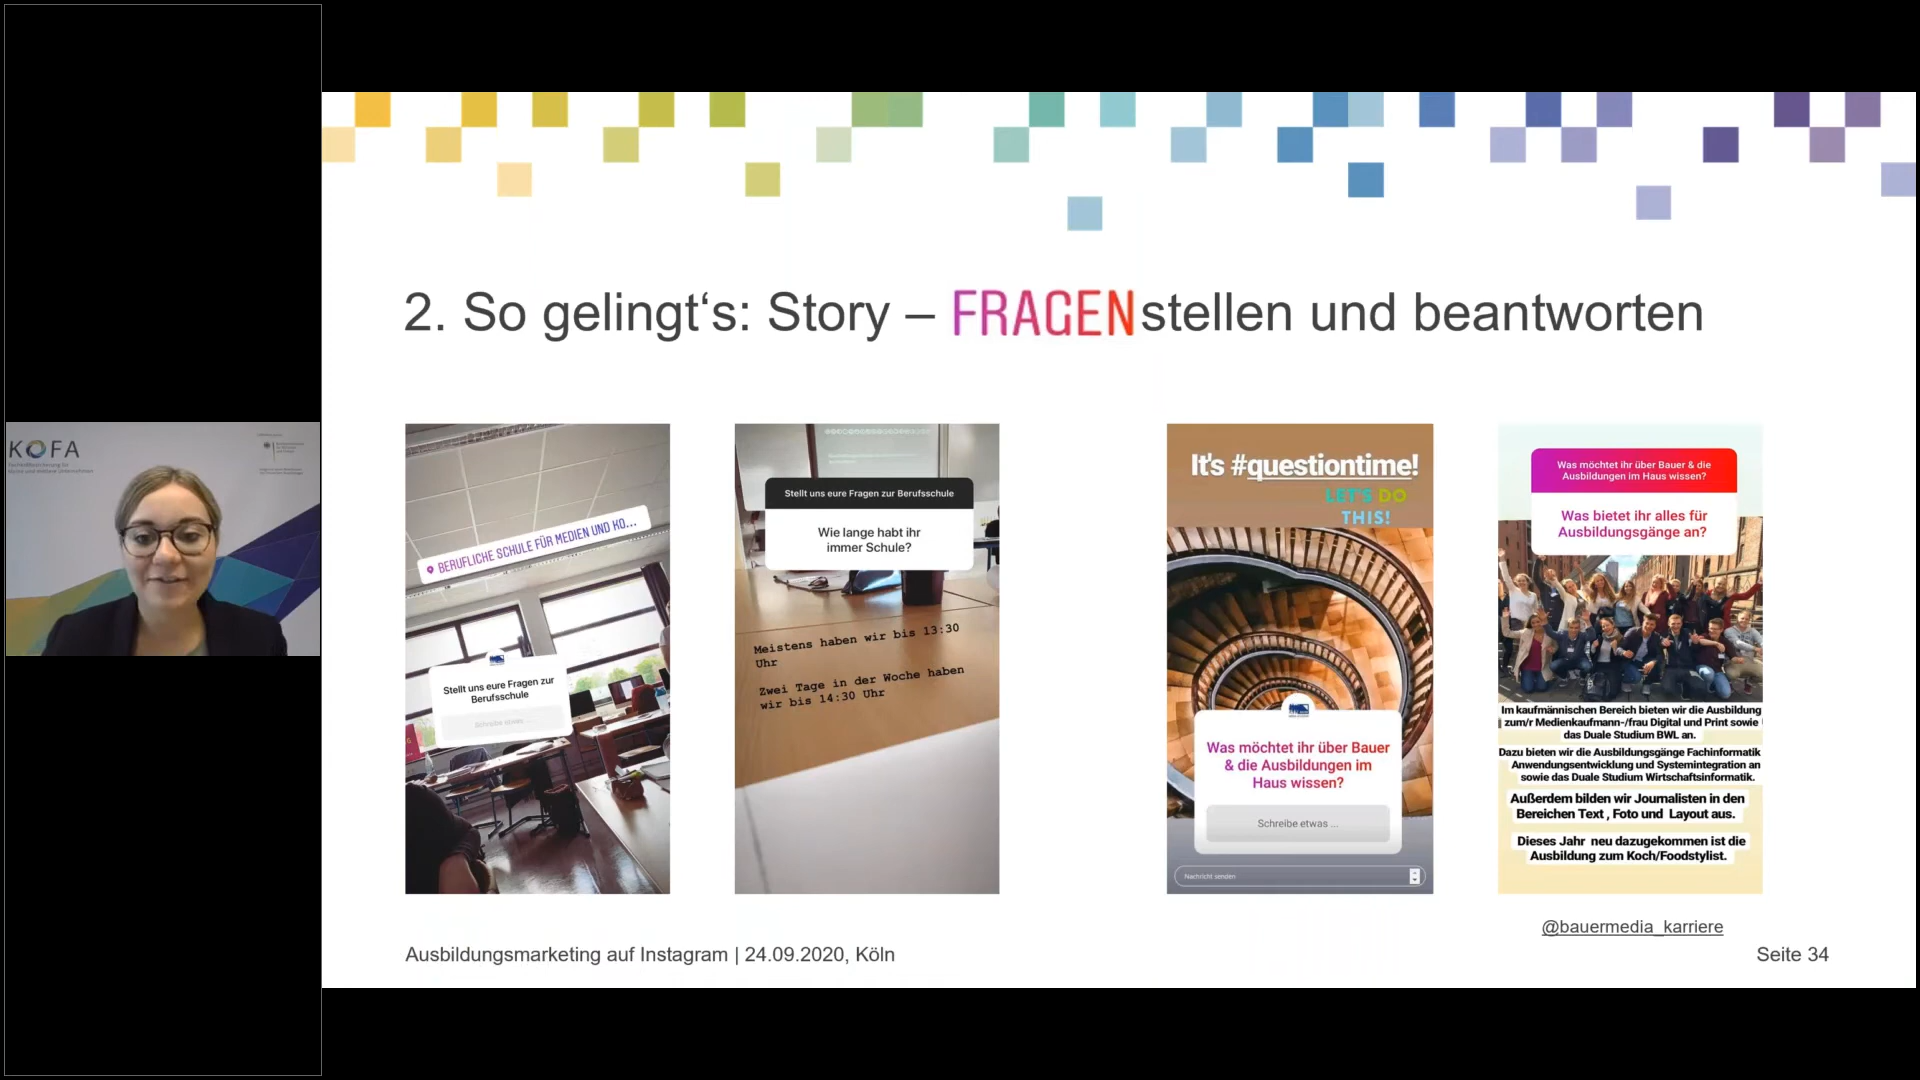 KOFA
2. So gelingt‘s: Story – FRAGEN stellen und beantworten
BERUFLICHE SCHULE FÜR MEDIEN UND KO...
Stellt uns eure Fragen zur
Berufsschule
Schreibe etwas ...
Stellt uns eure Fragen zur Berufsschule
Wie lange habt ihr
immer Schule?
Meistens haben wir bis 13:30
Uhr
Zwei Tage in der Woche haben
wir bis 14:30 Uhr
It's #questiontime!
LET'S DO
THIS!
Was möchtet ihr über Bauer
& die Ausbildungen im
Haus wissen?
Schreibe etwas ...
Nachricht senden
Was möchtet ihr über Bauer & die
Ausbildungen im Haus wissen?
Was bietet ihr alles für
Ausbildungsgänge an?
Im kaufmännischen Bereich bieten wir die Ausbildung
zum/r Medienkaufmann-/frau Digital und Print sowie
das Duale Studium BWL an.
Dazu bieten wir die Ausbildungsgänge Fachinformatik
Anwendungsentwicklung und Systemintegration an
sowie das Duale Studium Wirtschaftsinformatik.
Außerdem bilden wir Journalisten in den
Bereichen Text , Foto und Layout aus.
Dieses Jahr neu dazugekommen ist die
Ausbildung zum Koch/Foodstylist.
@bauermedia_karriere
Ausbildungsmarketing auf Instagram | 24.09.2020, Köln
Seite 34